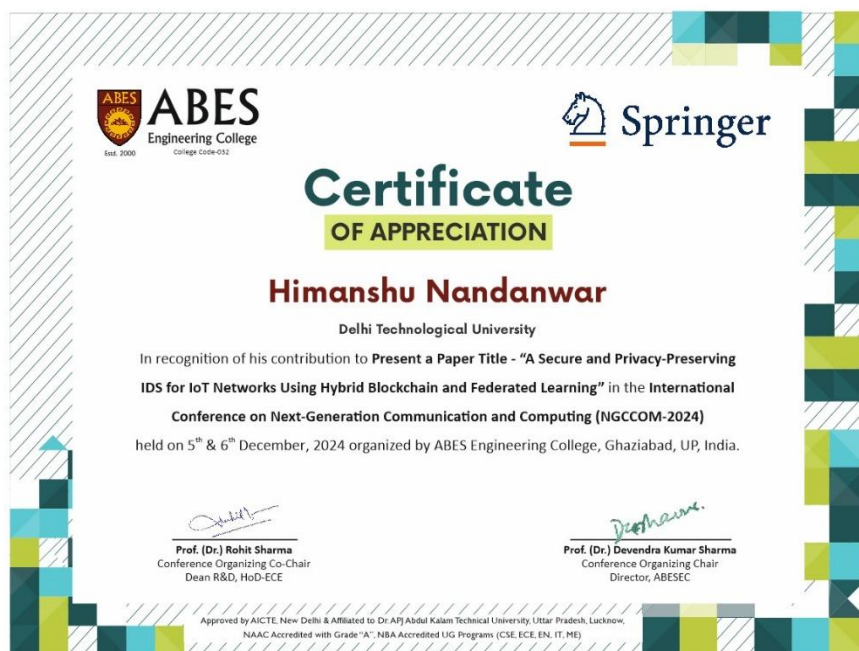 ABES
ABES
Engineering College
Estd. 2000
College Code-032
Springer
Certificate
OF APPRECIATION
Himanshu Nandanwar
Delhi Technological University
In recognition of his contribution to Present a Paper Title - “A Secure and Privacy-Preserving
IDS for IoT Networks Using Hybrid Blockchain and Federated Learning” in the International
Conference on Next-Generation Communication and Computing (NGCCOM-2024)
held on 5th & 6th December, 2024 organized by ABES Engineering College, Ghaziabad, UP, India.
Prof. (Dr.) Rohit Sharma
Conference Organizing Co-Chair
Dean R&D, HoD-ECE
Prof. (Dr.) Devendra Kumar Sharma
Conference Organizing Chair
Director, ABESEC
Approved by AICTE, New Delhi & Affiliated to Dr. APJ Abdul Kalam Technical University, Uttar Pradesh, Lucknow,
NAAC Accredited with Grade “A”, NBA Accredited UG Programs (CSE, ECE, EN, IT, ME)